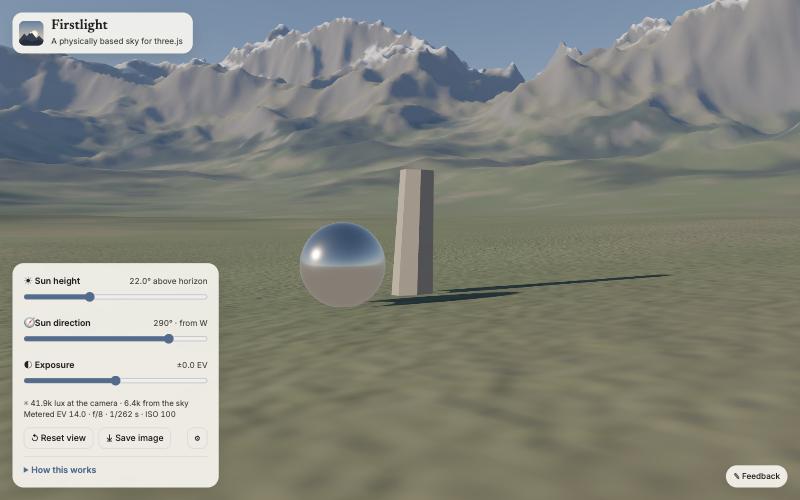 Firstlight
A physically based sky for three.js
Sun height 22.0° above horizon
Sun direction 290° · from W
Exposure ±0.0 EV
41.9k lux at the camera · 6.4k from the sky
Metered EV 14.0 · f/8 · 1/262 s · ISO 100
Reset view Save image
How this works
Feedback